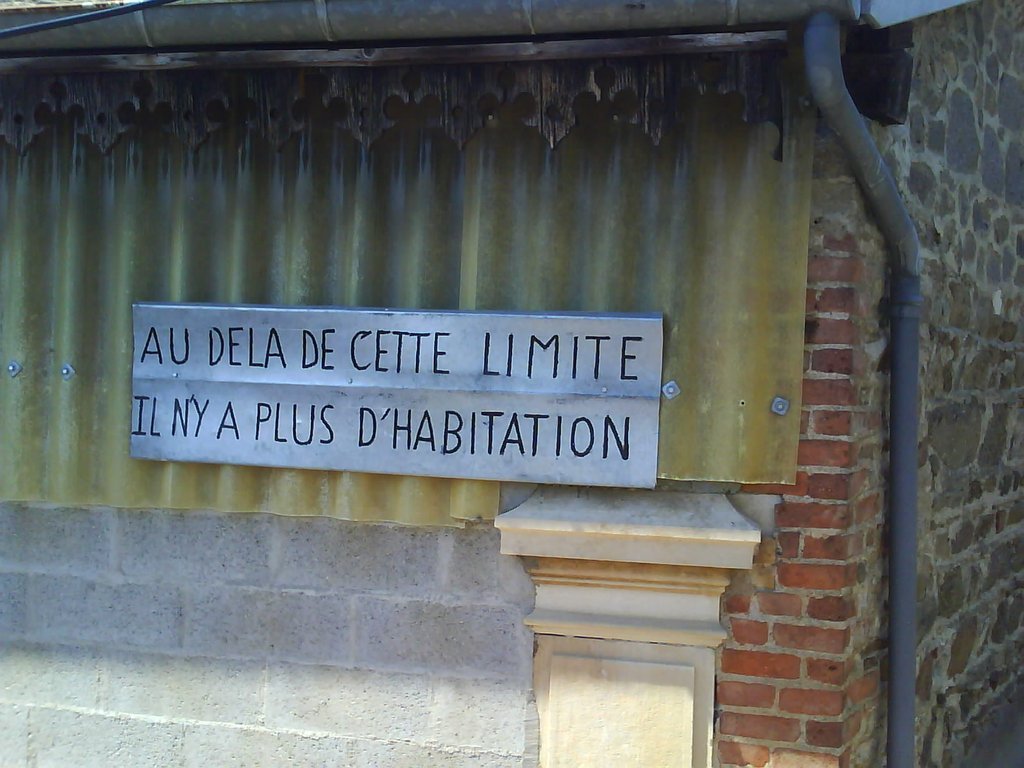 AU DELA DE CETTE LIMITE
IL N'Y A PLUS D'HABITATION